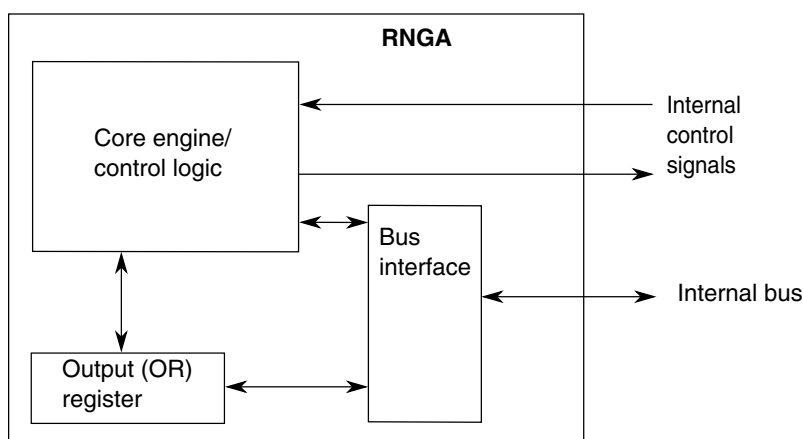 RNGA
Core engine/
control logic
Internal
control
signals
Bus
interface
Internal bus
Output (OR)
register